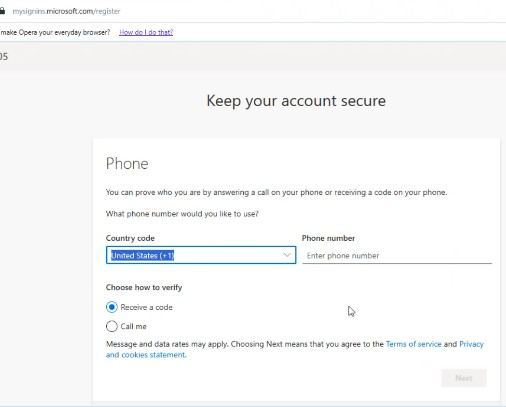 mysignins.microsoft.com/register
make Opera your everyday browser? How do I do that?
05
Keep your account secure
Phone
You can prove who you are by answering a call on your phone or receiving a code on your phone.
What phone number would you like to use?
Country code Phone number
United States (+1) Enter phone number
Choose how to verify
Receive a code
Call me
Message and data rates may apply. Choosing Next means that you agree to the Terms of service and Privacy
and cookies statement.
Next